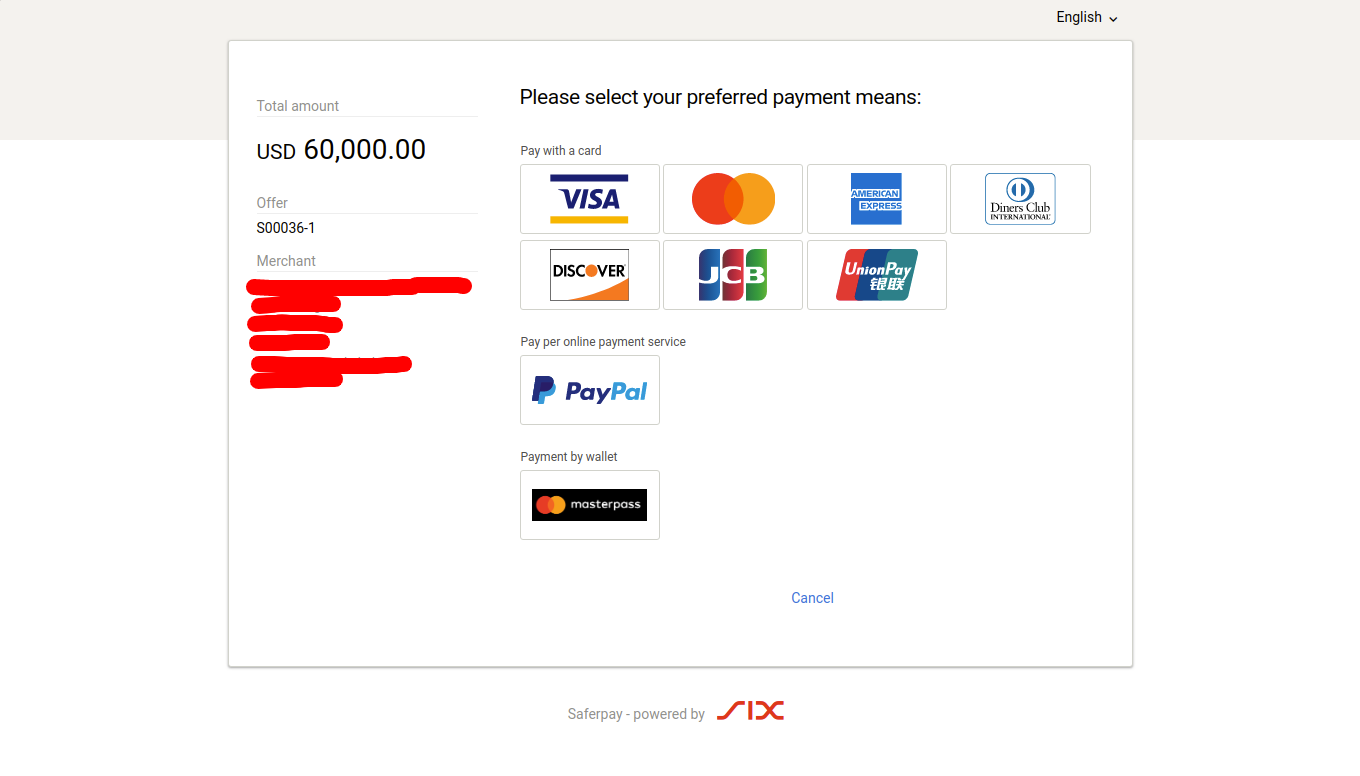 English
Total amount
USD 60,000.00
Offer
S00036-1
Merchant
Please select your preferred payment means:
Pay with a card
VISA
AMERICAN
EXPRESS
Diners Club
INTERNATIONAL
DISCOVER
JCB
UnionPay
银联
Pay per online payment service
PayPal
Payment by wallet
masterpass
Cancel
Saferpay - powered by SIX